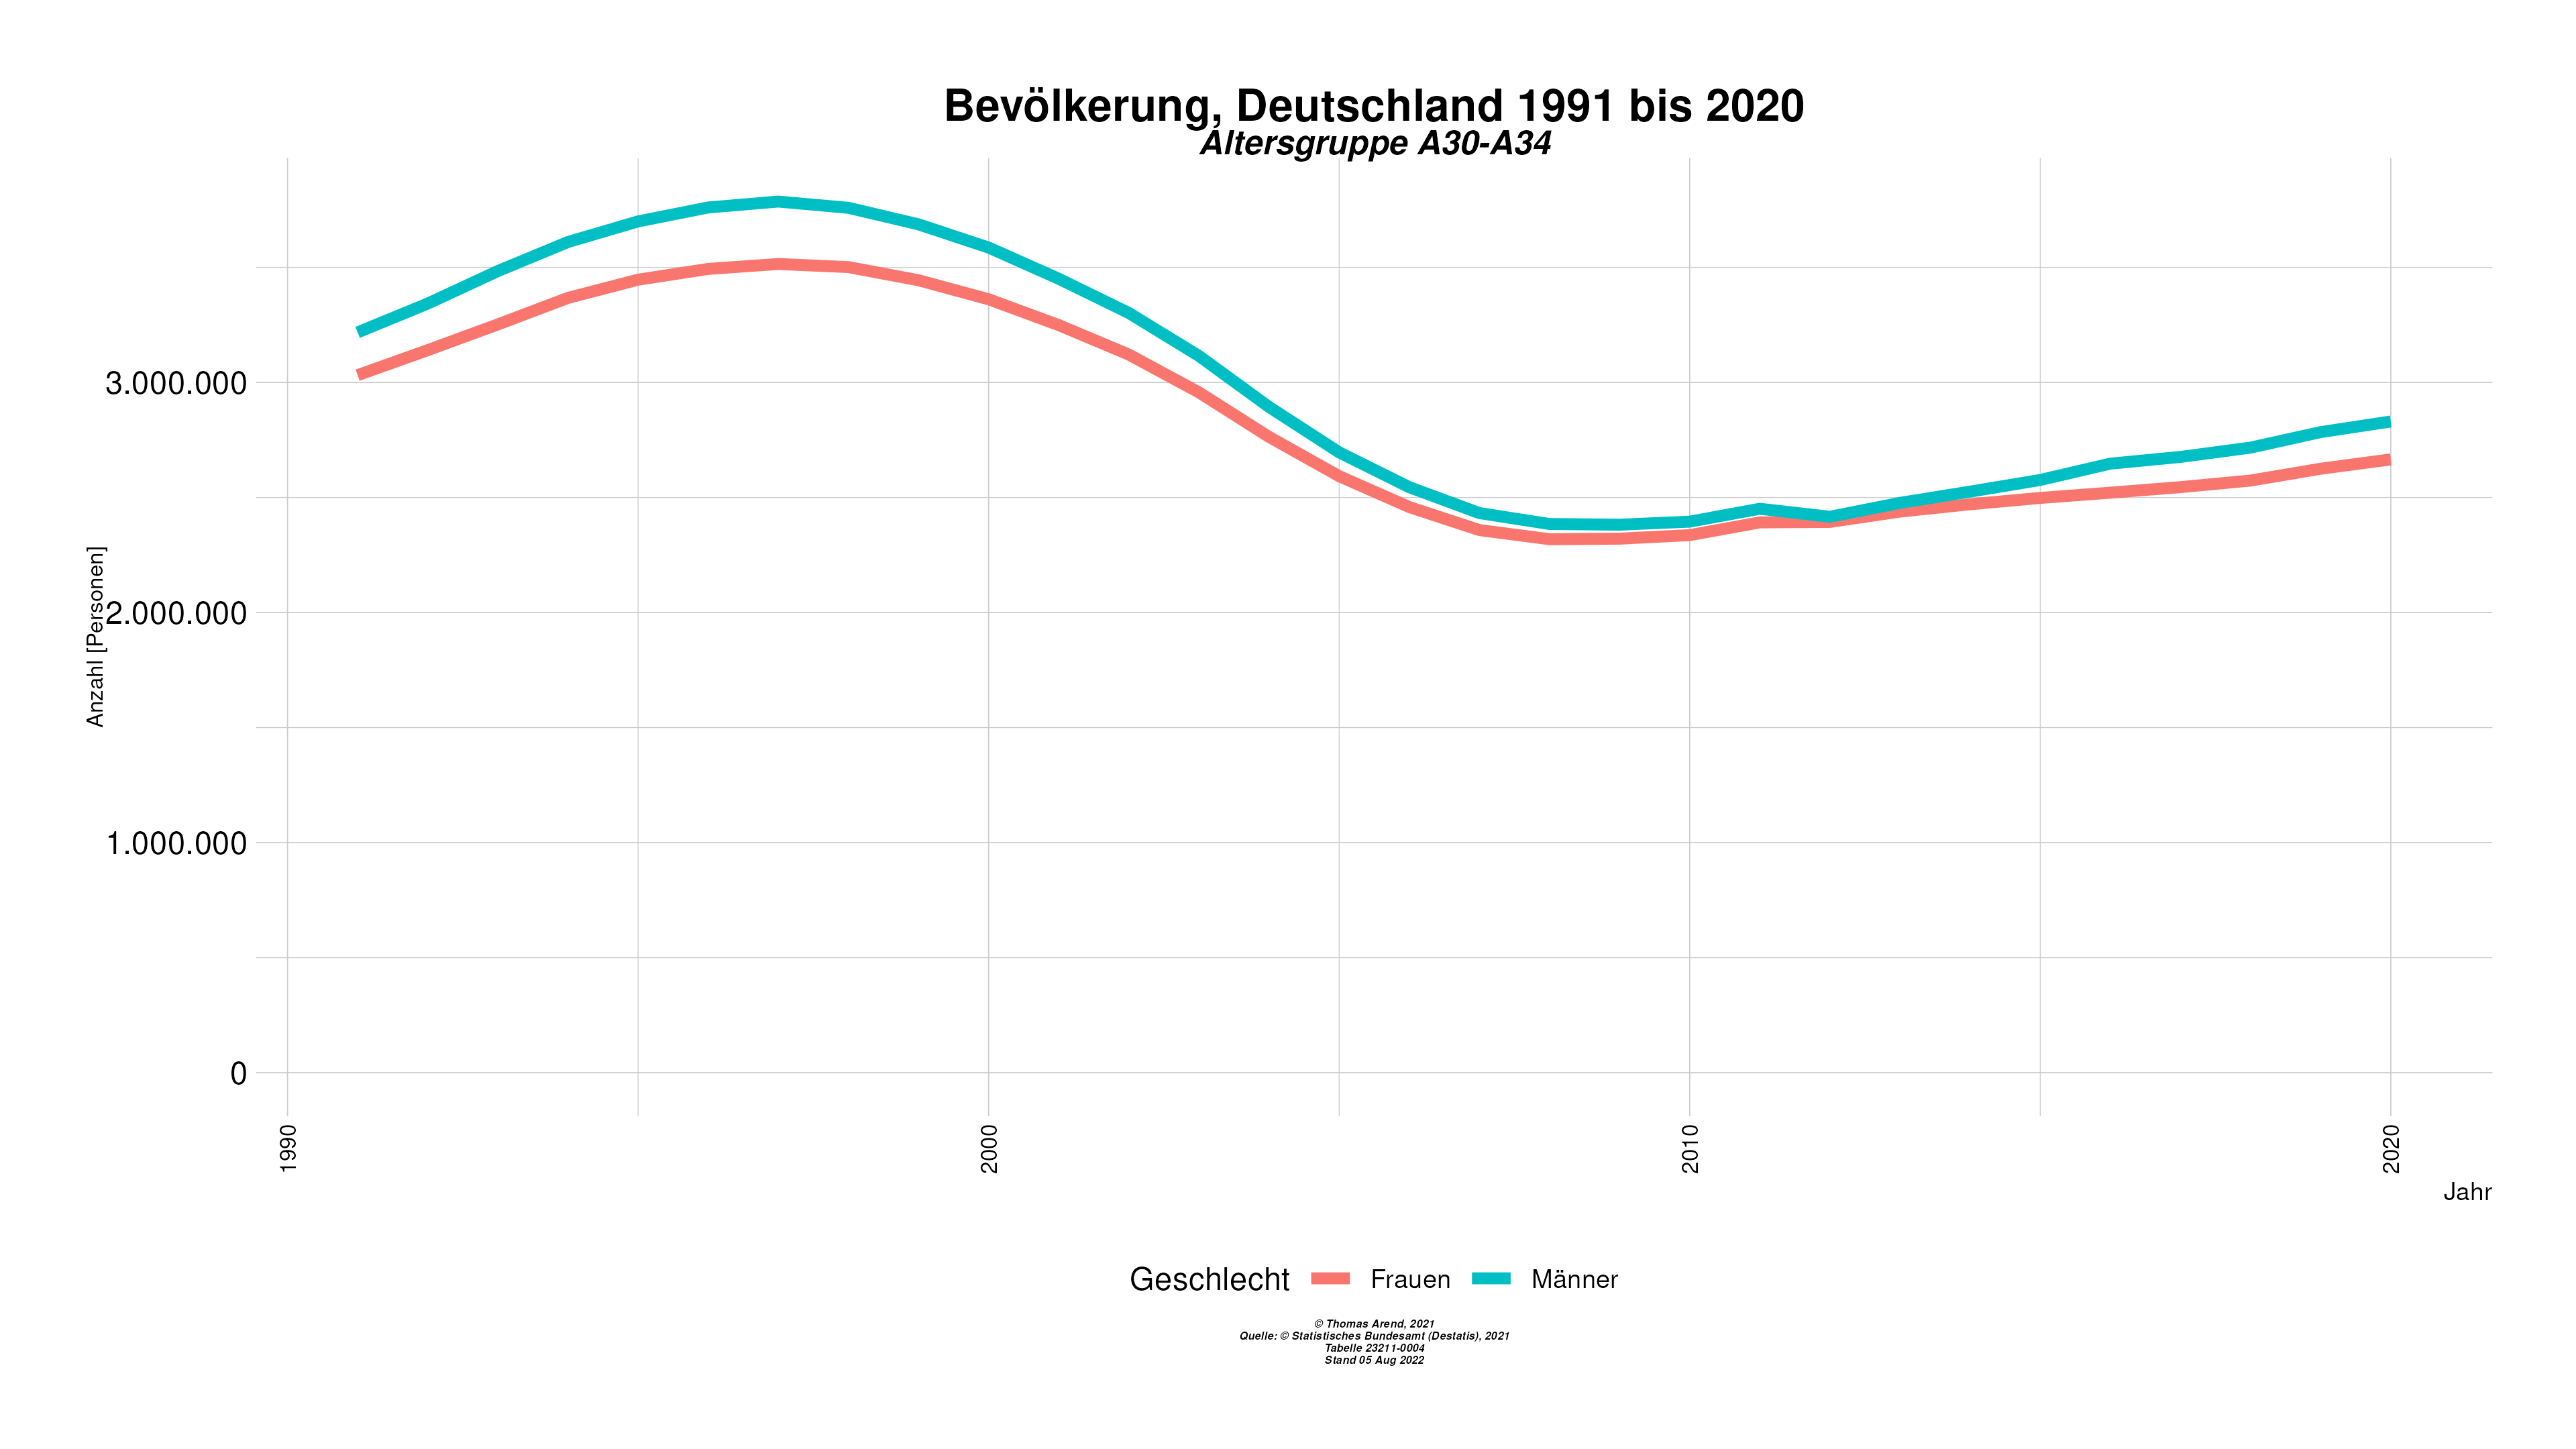 Bevölkerung, Deutschland 1991 bis 2020
Altersgruppe A30-A34
Anzahl [Personen]
3.000.000
2.000.000
1.000.000
0
1990
2000
2010
2020
Jahr
Geschlecht Frauen Männer
© Thomas Arend, 2021
Quelle: © Statistisches Bundesamt (Destatis), 2021
Tabelle 23211-0004
Stand 05 Aug 2022